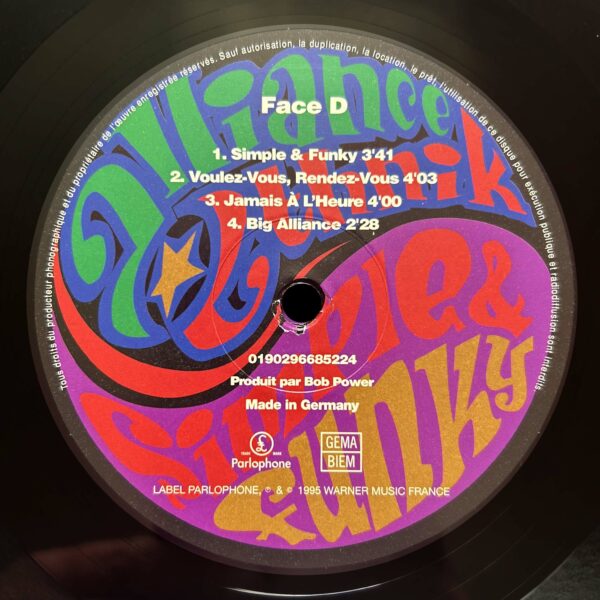 Tous droits du producteur phonographique et du propriétaire de l'œuvre enregistrée réservés. Sauf autorisation, la duplication, la location, le prêt, l'utilisation de ce disque pour exécution publique et radiodiffusion sont interdits
Alliance
Ethnik
Simple &
Funky
Face D
1. Simple & Funky 3'41
2. Voulez-Vous, Rendez-Vous 4'03
3. Jamais À L'Heure 4'00
4. Big Alliance 2'28
0190296685224
Produit par Bob Power
Made in Germany
TRADE MARK
Parlophone
GEMA
BIEM
LABEL PARLOPHONE, ℗ & © 1995 WARNER MUSIC FRANCE